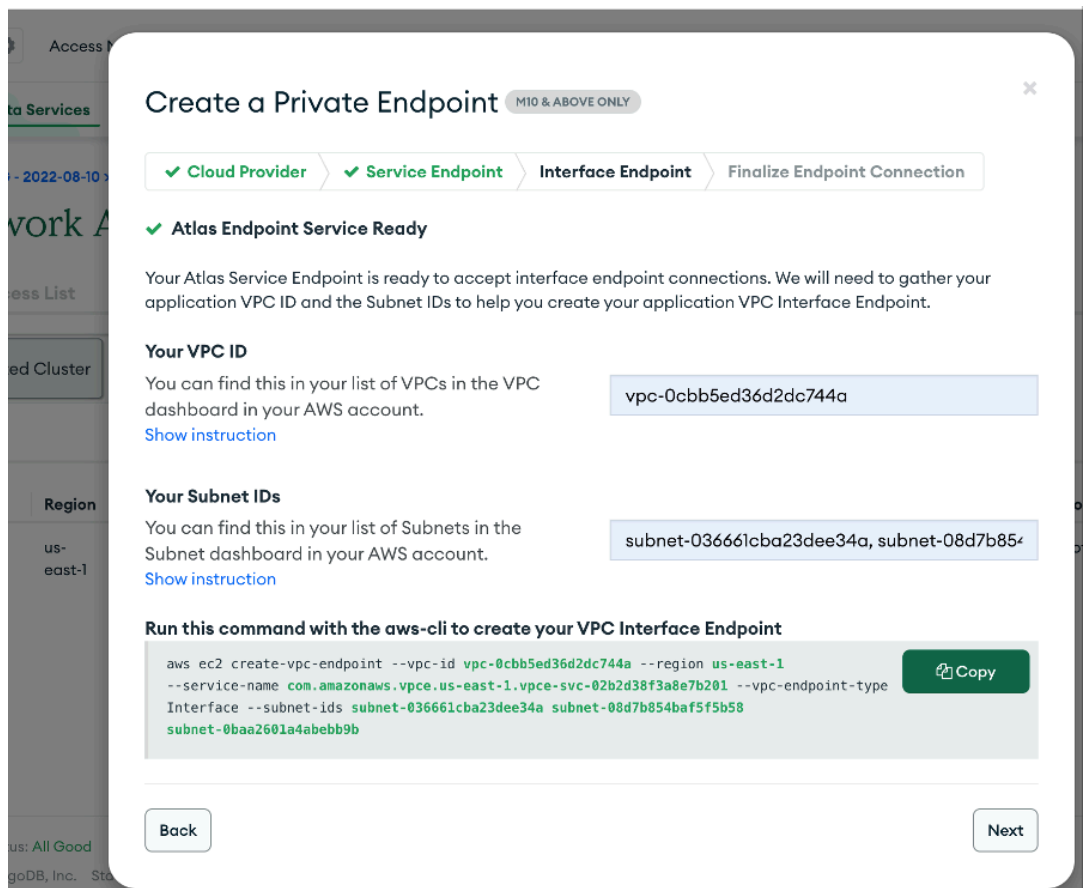 Access
ta Services
- 2022-08-10 >
work A
cess List
ed Cluster
Region
us-
east-1
tus: All Good
goDB, Inc.
Create a Private Endpoint M10 & ABOVE ONLY
×
✓ Cloud Provider ✓ Service Endpoint Interface Endpoint Finalize Endpoint Connection
✓ Atlas Endpoint Service Ready
Your Atlas Service Endpoint is ready to accept interface endpoint connections. We will need to gather your
application VPC ID and the Subnet IDs to help you create your application VPC Interface Endpoint.
Your VPC ID
You can find this in your list of VPCs in the VPC
dashboard in your AWS account.
Show instruction
vpc-0cbb5ed36d2dc744a
Your Subnet IDs
You can find this in your list of Subnets in the
Subnet dashboard in your AWS account.
Show instruction
subnet-036661cba23dee34a, subnet-08d7b854
Run this command with the aws-cli to create your VPC Interface Endpoint
aws ec2 create-vpc-endpoint --vpc-id vpc-0cbb5ed36d2dc744a --region us-east-1
--service-name com.amazonaws.vpce.us-east-1.vpce-svc-02b2d38f3a8e7b201 --vpc-endpoint-type
Interface --subnet-ids subnet-036661cba23dee34a subnet-08d7b854baf5f5b58
subnet-0baa2601a4abebb9b
Copy
Back
Next